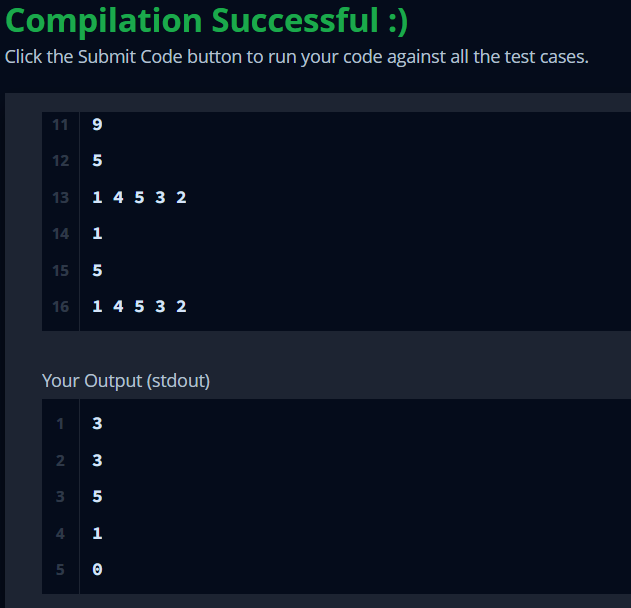 Compilation Successful :)
Click the Submit Code button to run your code against all the test cases.
11 9
12 5
13 1 4 5 3 2
14 1
15 5
16 1 4 5 3 2
Your Output (stdout)
1 3
2 3
3 5
4 1
5 0